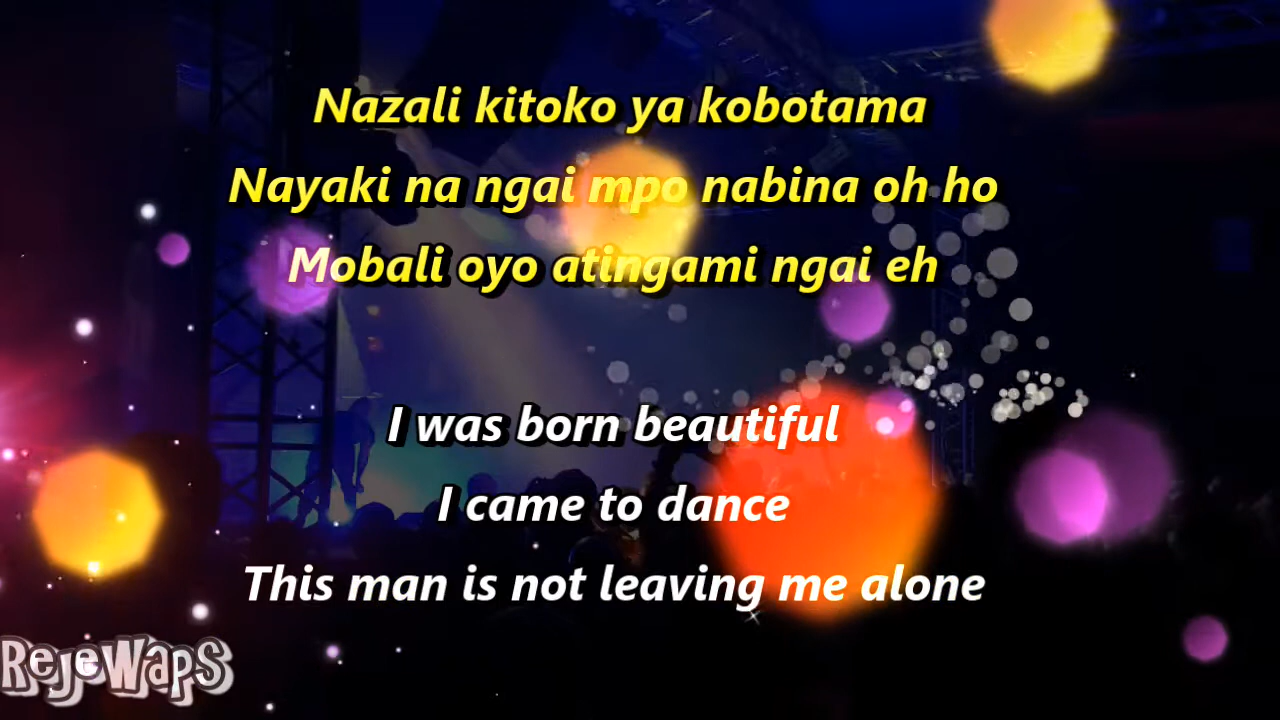 Nazali kitoko ya kobotama
Nayaki na ngai mpo nabina oh ho
Mobali oyo atingami ngai eh
I was born beautiful
I came to dance
This man is not leaving me alone
RejeWaps